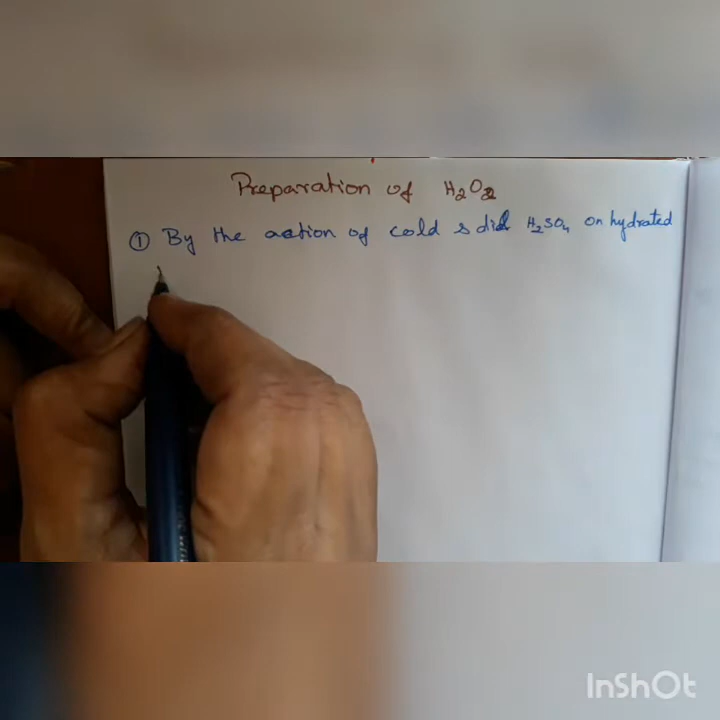 Preparation of H₂O₂
① By the action of cold & dil H₂SO₄ on hydrated
InShOt